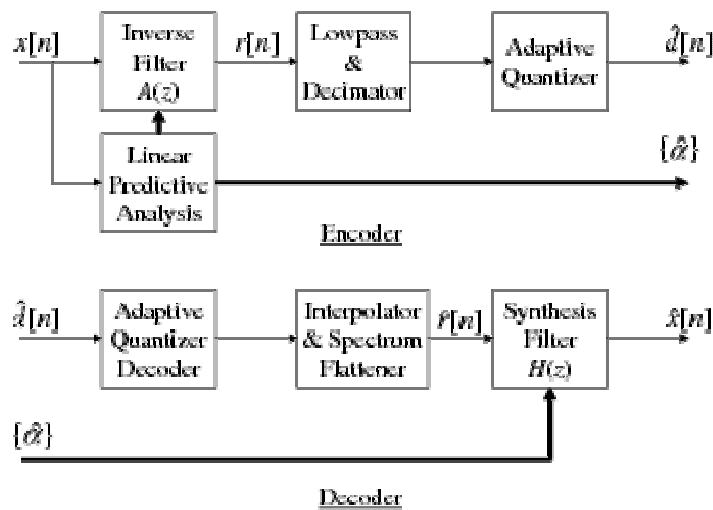 x[n]
Inverse
Filter
A(z)
r[n]
Lowpass
&
Decimator
Adaptive
Quantizer
d̂[n]
Linear
Predictive
Analysis
{α̂}
Encoder
d̂[n]
Adaptive
Quantizer
Decoder
Interpolator
& Spectrum
Flattener
r̂[n]
Synthesis
Filter
H(z)
x̂[n]
{α̂}
Decoder